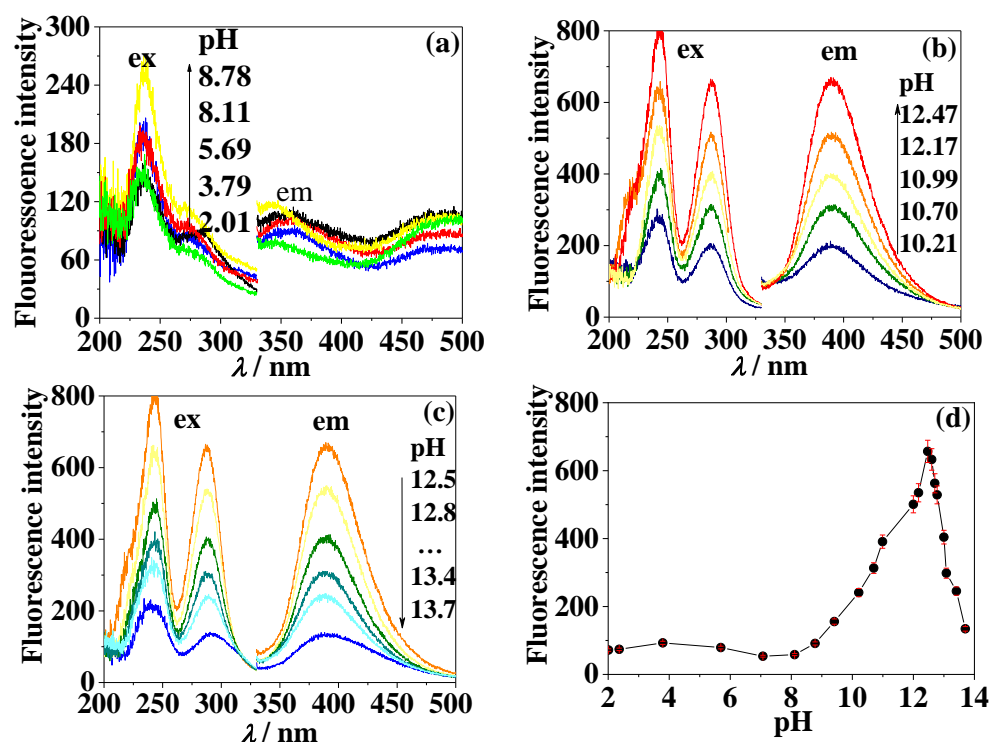 (a)
Flouressoence intensity
300
240
180
120
60
0
ex
pH
8.78
8.11
5.69
3.79
2.01
em
200 250 300 350 400 450 500
λ / nm
(b)
Fluorescence intensity
800
600
400
200
0
ex
em
pH
12.47
12.17
10.99
10.70
10.21
200 250 300 350 400 450 500
λ / nm
(c)
Fluorescence intensity
800
600
400
200
0
ex
em
pH
12.5
12.8
...
13.4
13.7
200 250 300 350 400 450 500
λ / nm
(d)
Fluorescence intensity
800
600
400
200
0
2 4 6 8 10 12 14
pH